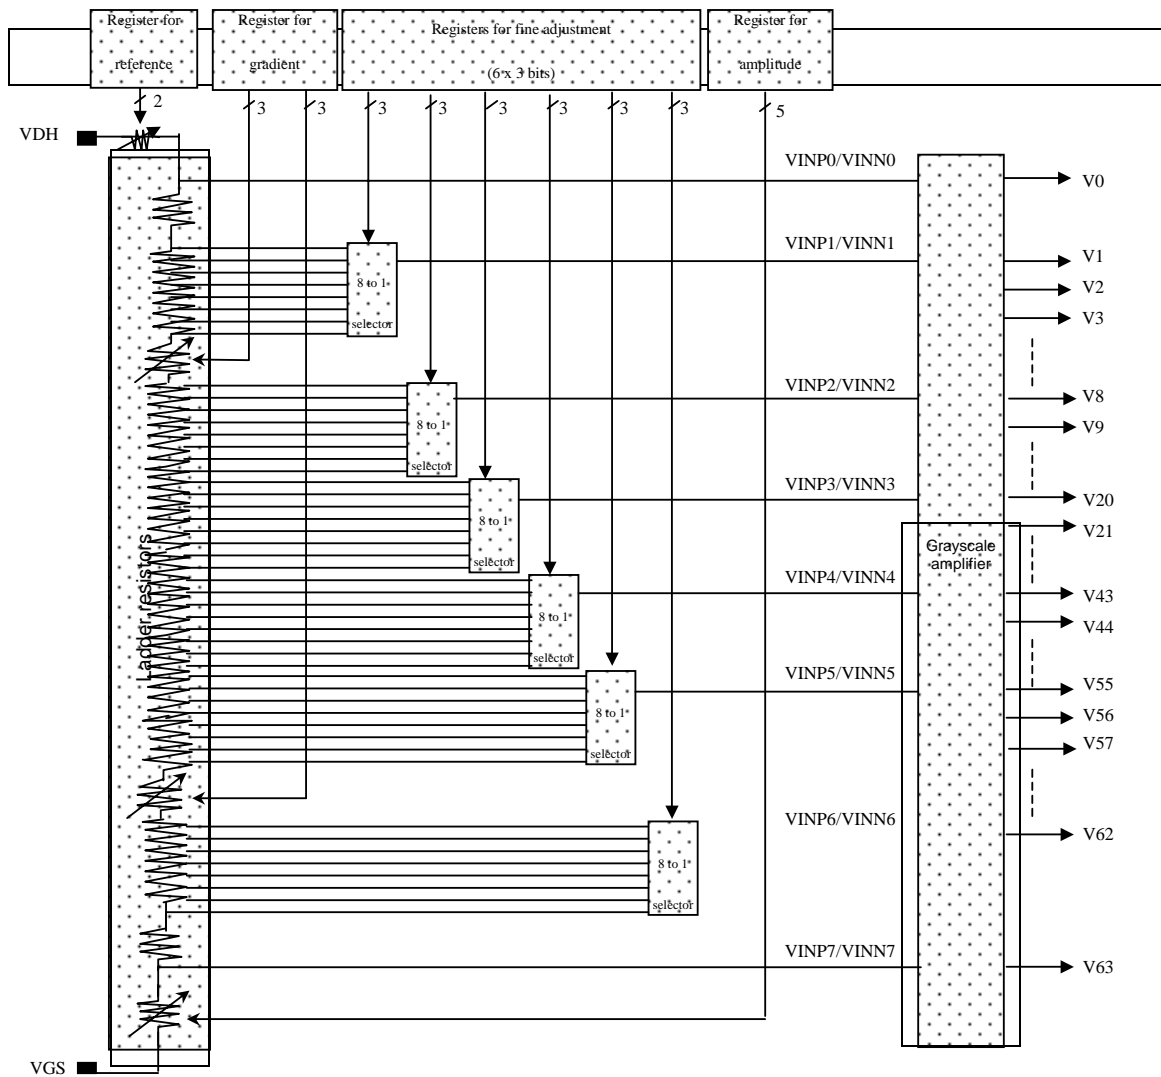 Register for
reference
Register for
gradient
Registers for fine adjustment
(6 x 3 bits)
Register for
amplitude
2
3
3
3
3
3
3
3
3
5
VDH
VINP0/VINN0
V0
VINP1/VINN1
V1
8 to 1
selector
V2
V3
VINP2/VINN2
V8
8 to 1
selector
V9
VINP3/VINN3
V20
8 to 1
selector
V21
Grayscale
amplifier
Ladder resistors
VINP4/VINN4
V43
8 to 1
selector
V44
VINP5/VINN5
V55
8 to 1
selector
V56
V57
VINP6/VINN6
V62
8 to 1
selector
VINP7/VINN7
V63
VGS